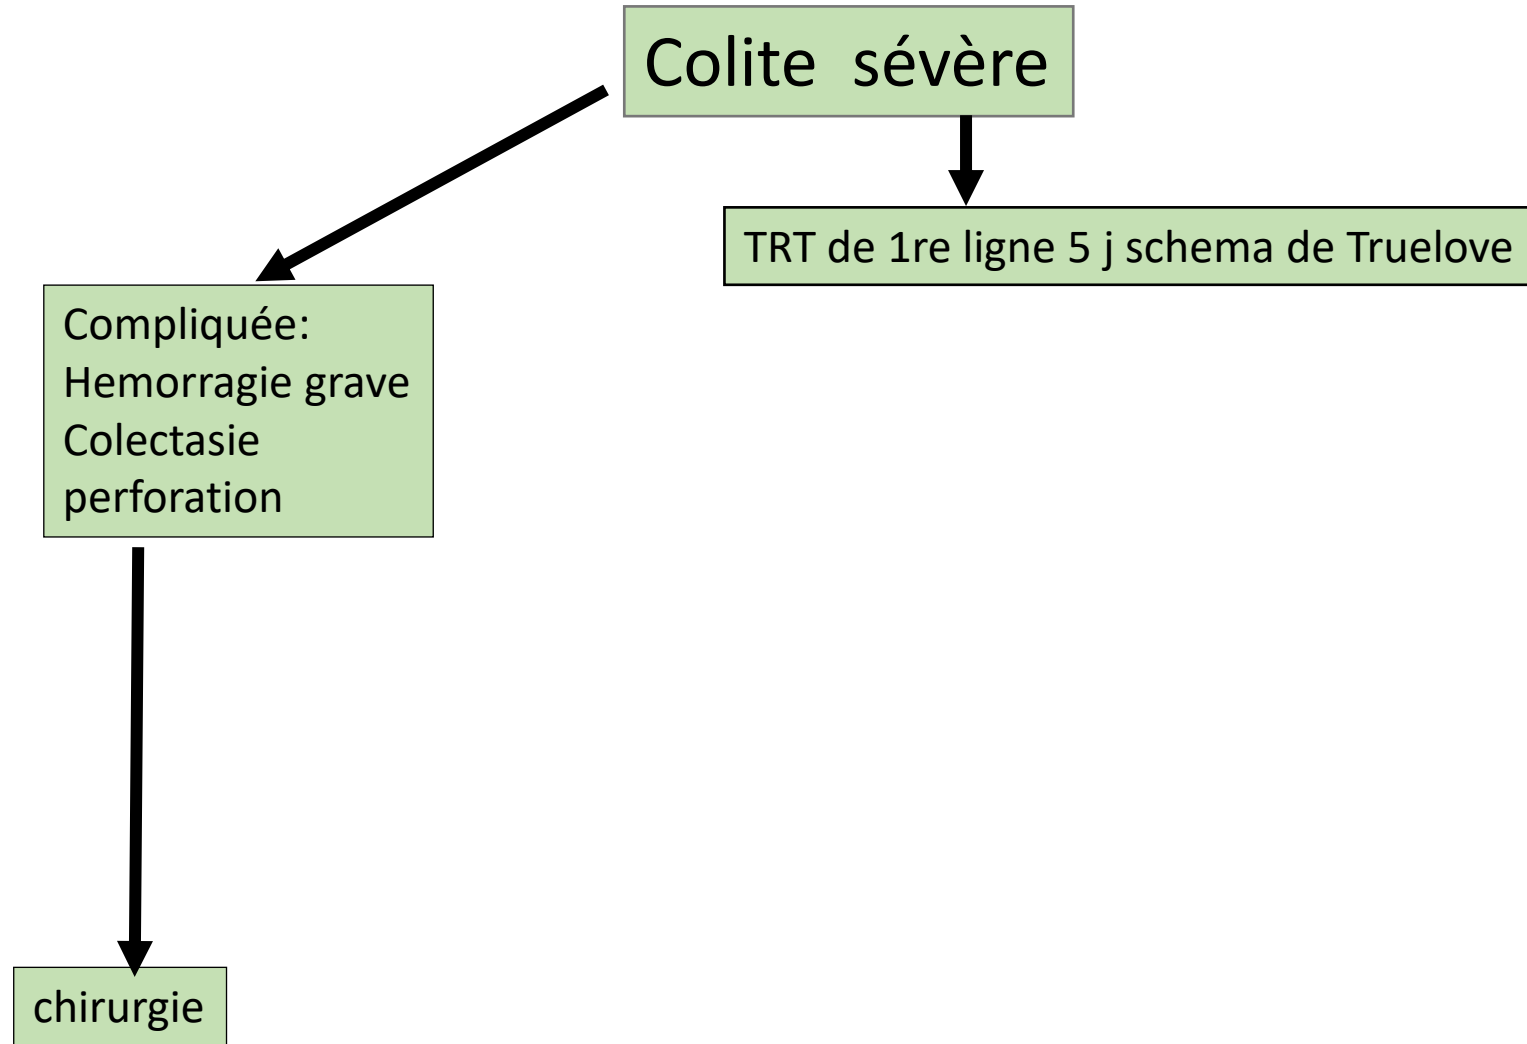 Colite sévère
TRT de 1re ligne 5 j schema de Truelove
Compliquée:
Hemorragie grave
Colectasie
perforation
chirurgie